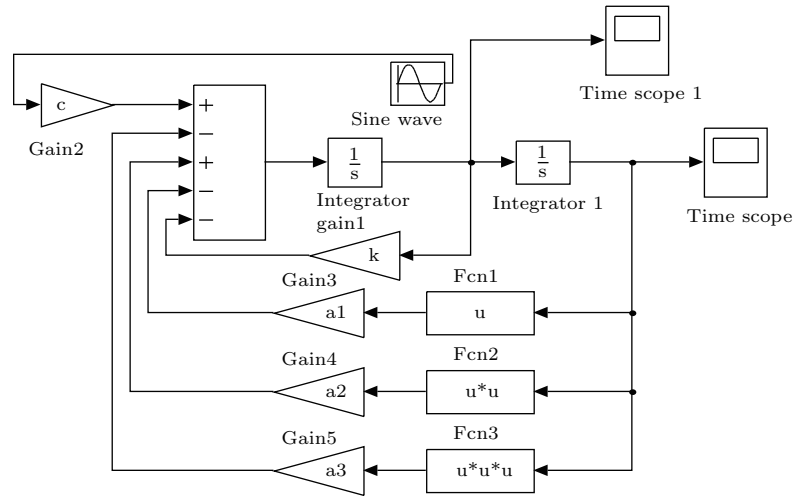 Time scope 1
c
Gain2
Sine wave
+
−
+
−
−
1
s
Integrator
gain1
1
s
Integrator 1
Time scope
k
Gain3
a1
Fcn1
u
Gain4
a2
Fcn2
u*u
Gain5
a3
Fcn3
u*u*u